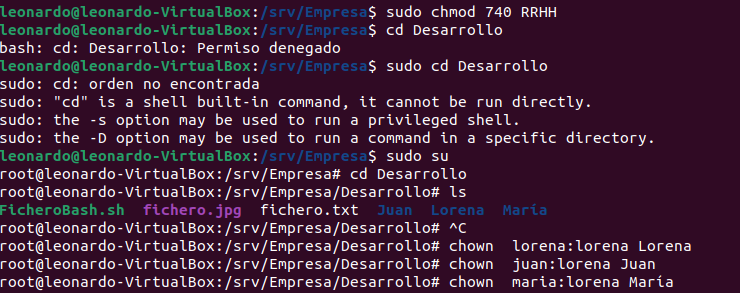 leonardo@leonardo-VirtualBox:/srv/Empresa$ sudo chmod 740 RRHH
leonardo@leonardo-VirtualBox:/srv/Empresa$ cd Desarrollo
bash: cd: Desarrollo: Permiso denegado
leonardo@leonardo-VirtualBox:/srv/Empresa$ sudo cd Desarrollo
sudo: cd: orden no encontrada
sudo: "cd" is a shell built-in command, it cannot be run directly.
sudo: the -s option may be used to run a privileged shell.
sudo: the -D option may be used to run a command in a specific directory.
leonardo@leonardo-VirtualBox:/srv/Empresa$ sudo su
root@leonardo-VirtualBox:/srv/Empresa# cd Desarrollo
root@leonardo-VirtualBox:/srv/Empresa/Desarrollo# ls
FicheroBash.sh  fichero.jpg  fichero.txt  Juan  Lorena  María
root@leonardo-VirtualBox:/srv/Empresa/Desarrollo# ^C
root@leonardo-VirtualBox:/srv/Empresa/Desarrollo# chown  lorena:lorena Lorena
root@leonardo-VirtualBox:/srv/Empresa/Desarrollo# chown  juan:lorena Juan
root@leonardo-VirtualBox:/srv/Empresa/Desarrollo# chown  maria:lorena María